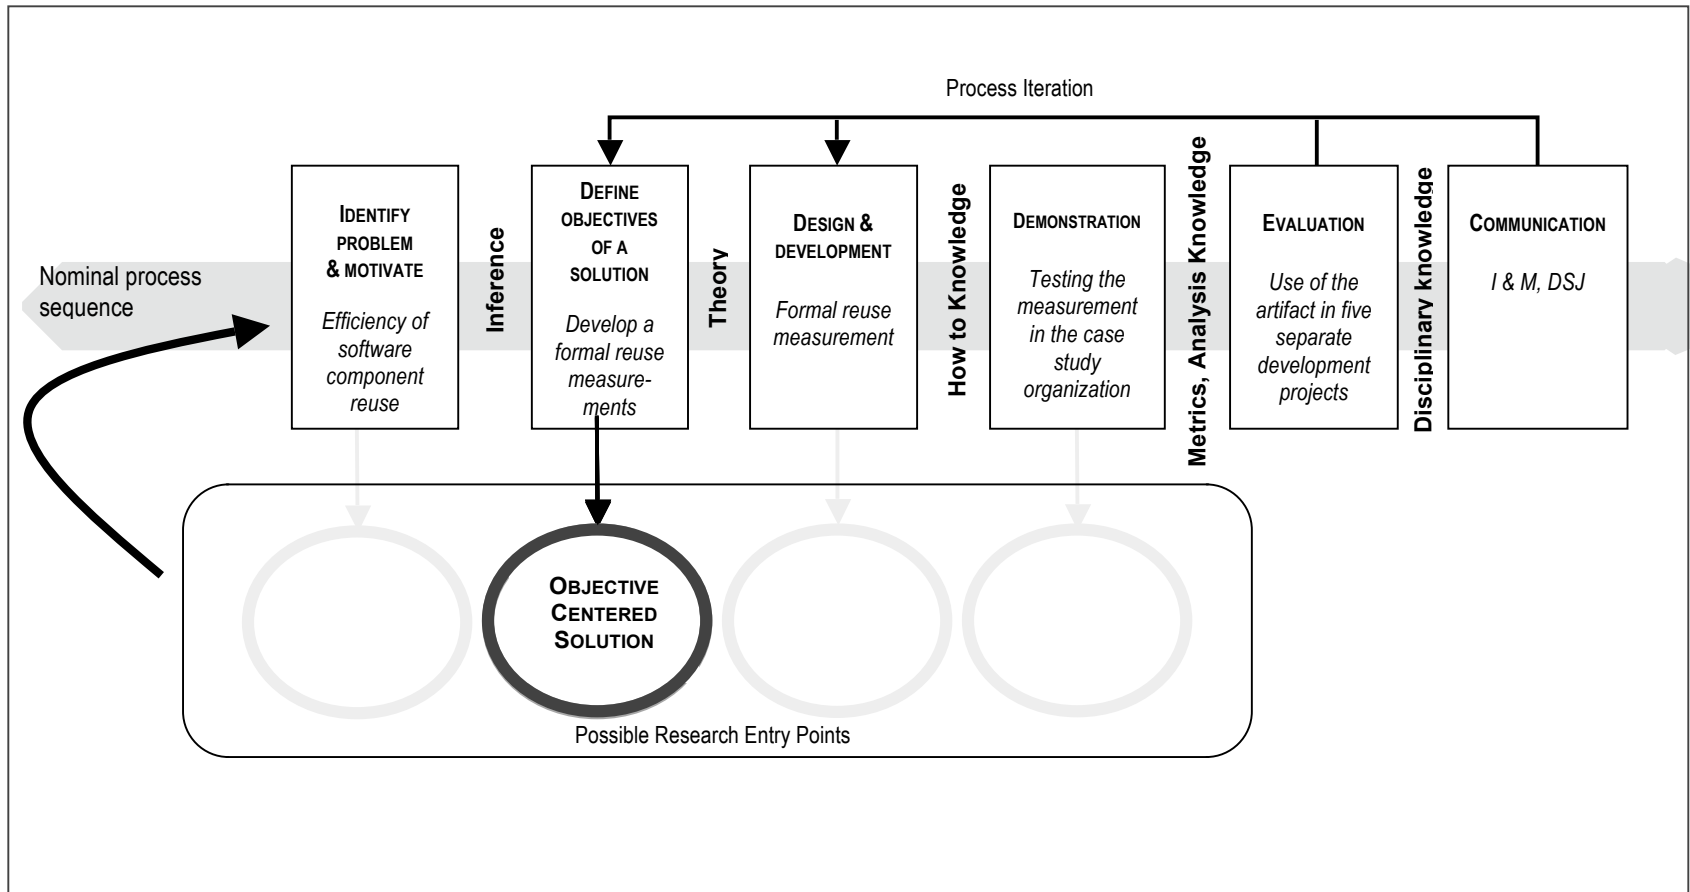 Process Iteration
Nominal process
sequence
IDENTIFY
PROBLEM
& MOTIVATE
Efficiency of
software
component
reuse
Inference
DEFINE
OBJECTIVES
OF A
SOLUTION
Develop a
formal reuse
measure-
ments
Theory
DESIGN &
DEVELOPMENT
Formal reuse
measurement
How to Knowledge
DEMONSTRATION
Testing the
measurement
in the case
study
organization
Metrics, Analysis Knowledge
EVALUATION
Use of the
artifact in five
separate
development
projects
Disciplinary knowledge
COMMUNICATION
I & M, DSJ
OBJECTIVE
CENTERED
SOLUTION
Possible Research Entry Points